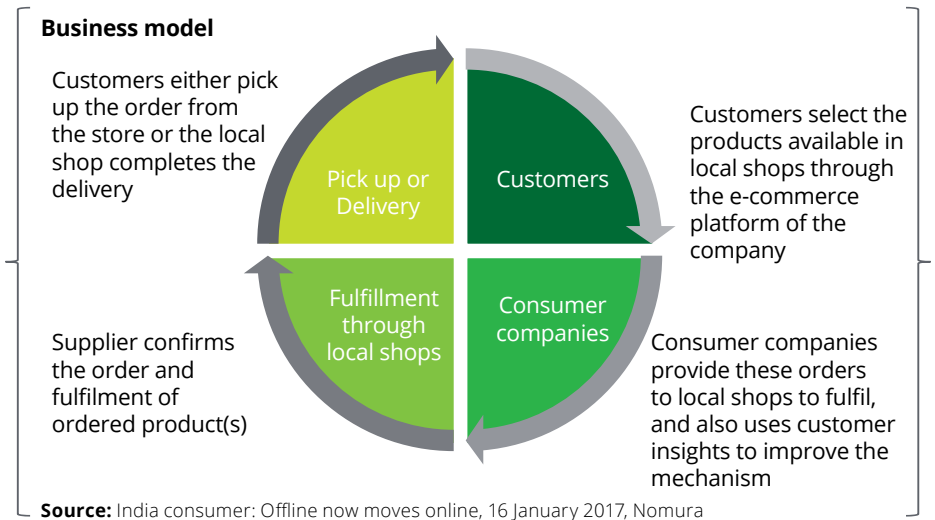 Business model
Customers either pick
up the order from
the store or the local
shop completes the
delivery
Pick up or
Delivery
Customers
Customers select the
products available in
local shops through
the e-commerce
platform of the
company
Supplier confirms
the order and
fulfilment of
ordered product(s)
Fulfillment
through
local shops
Consumer
companies
Consumer companies
provide these orders
to local shops to fulfil,
and also uses customer
insights to improve the
mechanism
Source: India consumer: Offline now moves online, 16 January 2017, Nomura